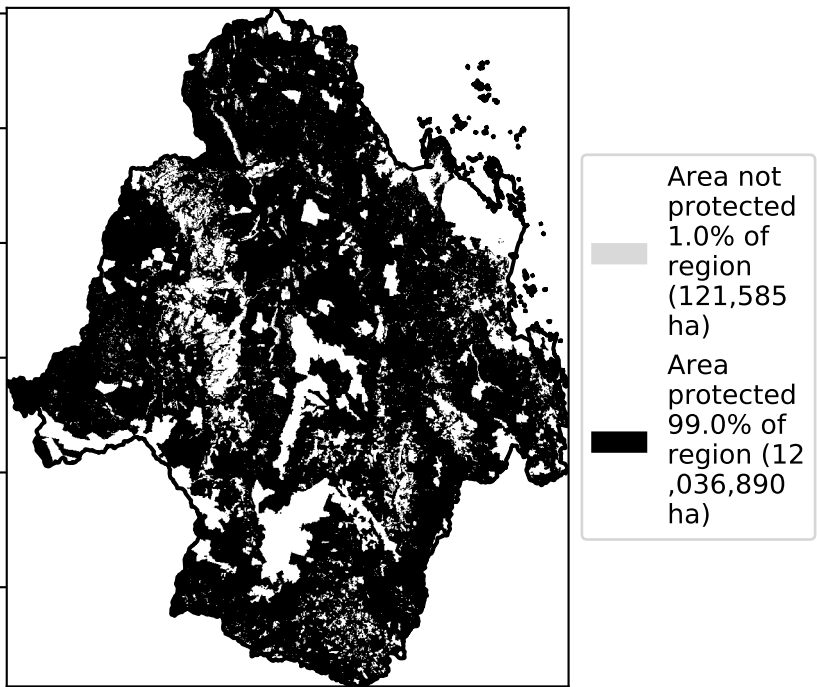 Area not
protected
1.0% of
region
(121,585
ha)
Area
protected
99.0% of
region (12
,036,890
ha)